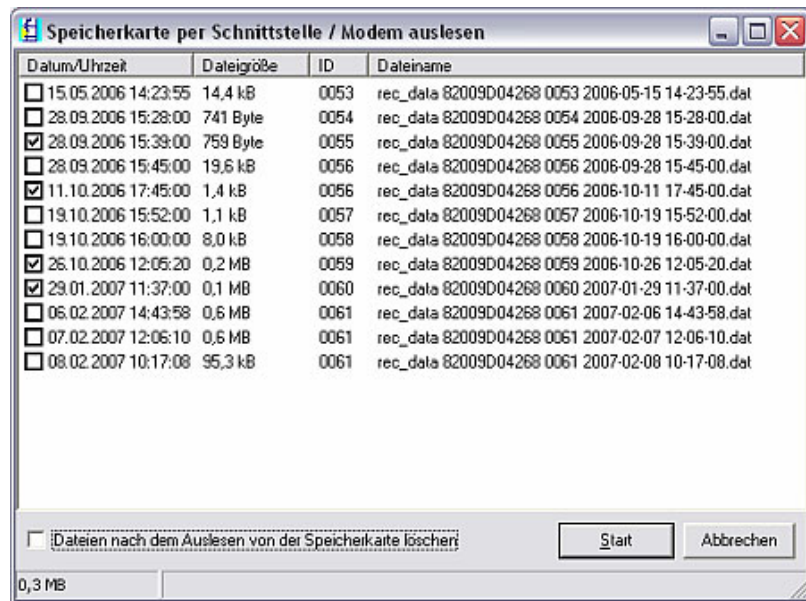 Speicherkarte per Schnittstelle / Modem auslesen
Datum/Uhrzeit Dateigröße ID Dateiname
15.05.2006 14:23:55 14,4 kB 0053 rec_data 82009D04268 0053 2006-05-15 14-23-55.dat
28.09.2006 15:28:00 741 Byte 0054 rec_data 82009D04268 0054 2006-09-28 15-28-00.dat
28.09.2006 15:39:00 759 Byte 0055 rec_data 82009D04268 0055 2006-09-28 15-39-00.dat
28.09.2006 15:45:00 19,6 kB 0056 rec_data 82009D04268 0056 2006-09-28 15-45-00.dat
11.10.2006 17:45:00 1,4 kB 0056 rec_data 82009D04268 0056 2006-10-11 17-45-00.dat
19.10.2006 15:52:00 1,1 kB 0057 rec_data 82009D04268 0057 2006-10-19 15-52-00.dat
19.10.2006 16:00:00 8,0 kB 0058 rec_data 82009D04268 0058 2006-10-19 16-00-00.dat
26.10.2006 12:05:20 0,2 MB 0059 rec_data 82009D04268 0059 2006-10-26 12-05-20.dat
29.01.2007 11:37:00 0,1 MB 0060 rec_data 82009D04268 0060 2007-01-29 11-37-00.dat
06.02.2007 14:43:58 0,6 MB 0061 rec_data 82009D04268 0061 2007-02-06 14-43-58.dat
07.02.2007 12:06:10 0,6 MB 0061 rec_data 82009D04268 0061 2007-02-07 12-06-10.dat
08.02.2007 10:17:08 95,3 kB 0061 rec_data 82009D04268 0061 2007-02-08 10-17-08.dat
Dateien nach dem Auslesen von der Speicherkarte löschen Start Abbrechen
0,3 MB